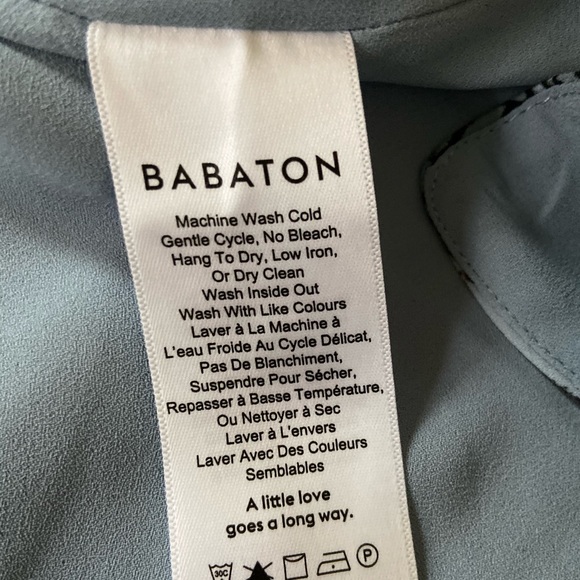 BABATON
Machine Wash Cold
Gentle Cycle, No Bleach,
Hang To Dry, Low Iron,
Or Dry Clean
Wash Inside Out
Wash With Like Colours
Laver à La Machine à
L'eau Froide Au Cycle Délicat,
Pas De Blanchiment,
Suspendre Pour Sécher,
Repasser à Basse Température,
Ou Nettoyer à Sec
Laver à L'envers
Laver Avec Des Couleurs
Semblables
A little love
goes a long way.
30C P